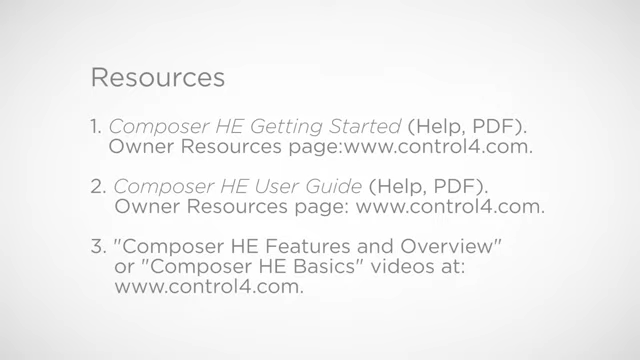 Resources
1. Composer HE Getting Started (Help, PDF).
Owner Resources page:www.control4.com.
2. Composer HE User Guide (Help, PDF).
Owner Resources page: www.control4.com.
3. "Composer HE Features and Overview"
or "Composer HE Basics" videos at:
www.control4.com.